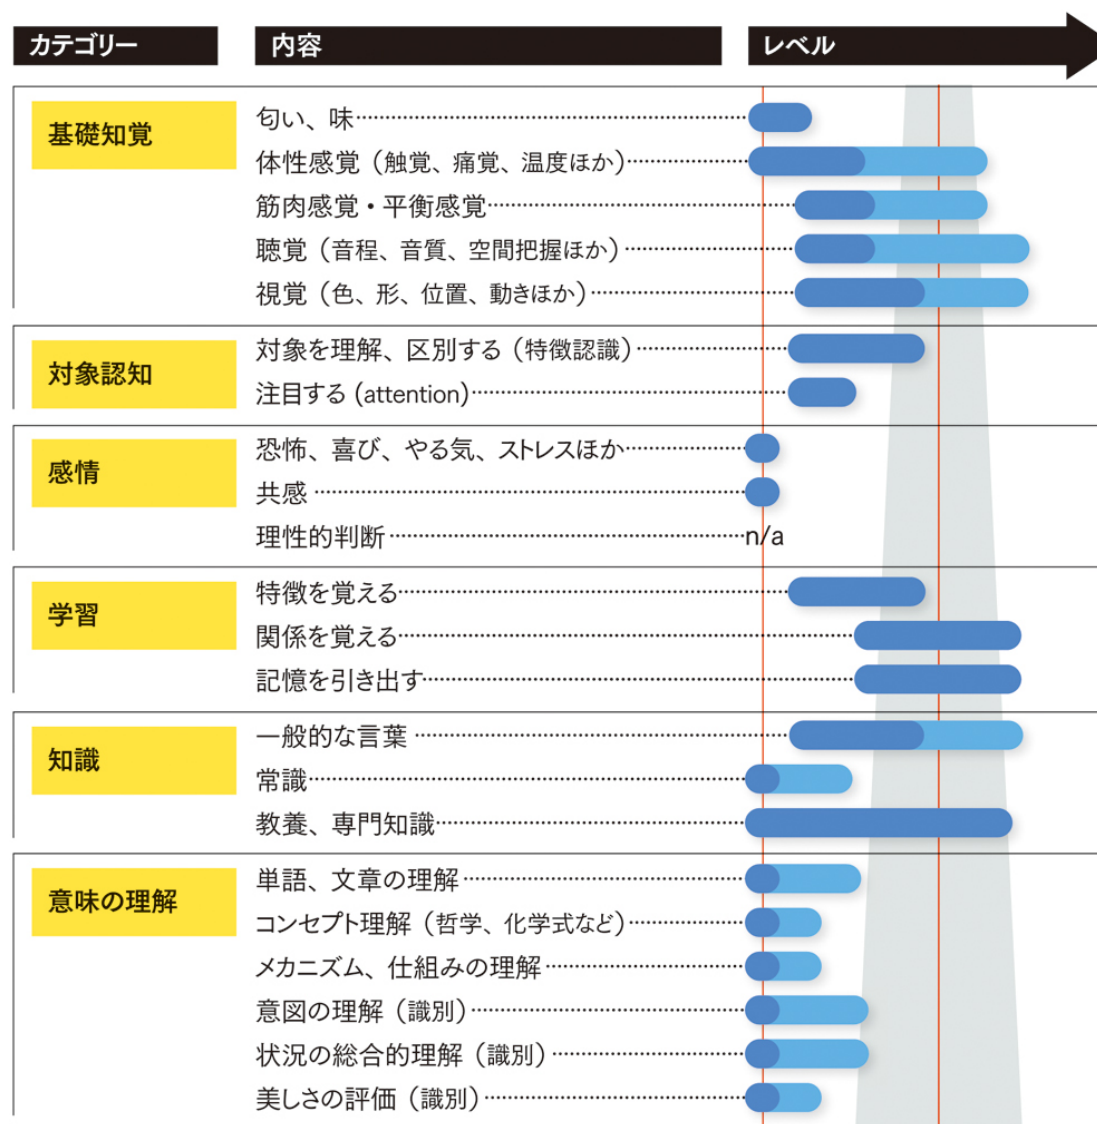 カテゴリー 内容 レベル
基礎知覚
匂い、味
体性感覚（触覚、痛覚、温度ほか）
筋肉感覚・平衡感覚
聴覚（音程、音質、空間把握ほか）
視覚（色、形、位置、動きほか）
対象認知
対象を理解、区別する（特徴認識）
注目する (attention)
感情
恐怖、喜び、やる気、ストレスほか
共感
理性的判断 n/a
学習
特徴を覚える
関係を覚える
記憶を引き出す
知識
一般的な言葉
常識
教養、専門知識
意味の理解
単語、文章の理解
コンセプト理解（哲学、化学式など）
メカニズム、仕組みの理解
意図の理解（識別）
状況の総合的理解（識別）
美しさの評価（識別）